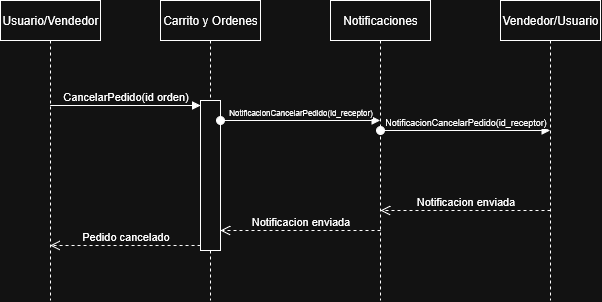 Usuario/Vendedor
Carrito y Ordenes
Notificaciones
Vendedor/Usuario
CancelarPedido(id orden)
NotificacionCancelarPedido(id_receptor)
NotificacionCancelarPedido(id_receptor)
Notificacion enviada
Notificacion enviada
Pedido cancelado